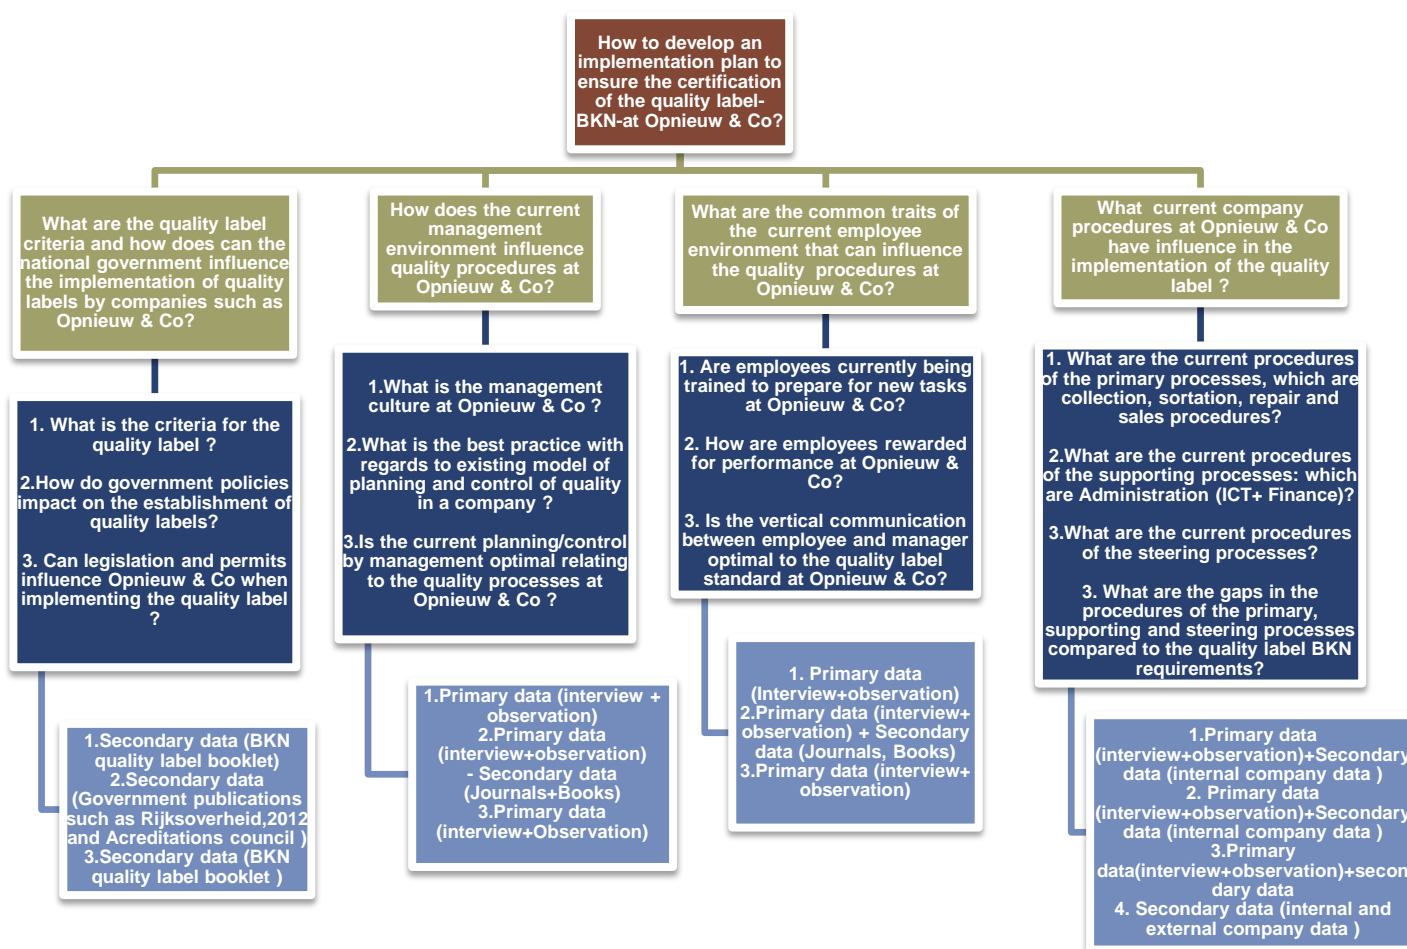 How to develop an
implementation plan to
ensure the certification
of the quality label-
BKN-at Opnieuw & Co?
What are the quality label
criteria and how does can the
national government influence
the implementation of quality
labels by companies such as
Opnieuw & Co?
How does the current
management
environment influence
quality procedures at
Opnieuw & Co?
What are the common traits of
the current employee
environment that can influence
the quality procedures at
Opnieuw & Co?
What current company
procedures at Opnieuw & Co
have influence in the
implementation of the quality
label ?
1. What is the criteria for the
quality label ?
2.How do government policies
impact on the establishment of
quality labels?
3. Can legislation and permits
influence Opnieuw & Co when
implementing the quality label
?
1.What is the management
culture at Opnieuw & Co ?
2.What is the best practice with
regards to existing model of
planning and control of quality
in a company ?
3.Is the current planning/control
by management optimal relating
to the quality processes at
Opnieuw & Co ?
1. Are employees currently being
trained to prepare for new tasks
at Opnieuw & Co?
2. How are employees rewarded
for performance at Opnieuw &
Co?
3. Is the vertical communication
between employee and manager
optimal to the quality label
standard at Opnieuw & Co?
1. What are the current procedures
of the primary processes, which are
collection, sortation, repair and
sales procedures?
2.What are the current procedures
of the supporting processes: which
are Administration (ICT+ Finance)?
3.What are the current procedures
of the steering processes?
3. What are the gaps in the
procedures of the primary,
supporting and steering processes
compared to the quality label BKN
requirements?
1.Secondary data (BKN
quality label booklet)
2.Secondary data
(Government publications
such as Rijksoverheid,2012
and Acreditations council )
3.Secondary data (BKN
quality label booklet )
1.Primary data (interview +
observation)
2.Primary data
(interview+observation)
- Secondary data
(Journals+Books)
3.Primary data
(interview+Observation)
1. Primary data
(Interview+observation)
2.Primary data (interview+
observation) + Secondary
data (Journals, Books)
3.Primary data (interview+
observation)
1.Primary data
(interview+observation)+Secondary
data (internal company data )
2. Primary data
(interview+observation)+Secondary
data (internal company data )
3.Primary
data(interview+observation)+secon
dary data
4. Secondary data (internal and
external company data )